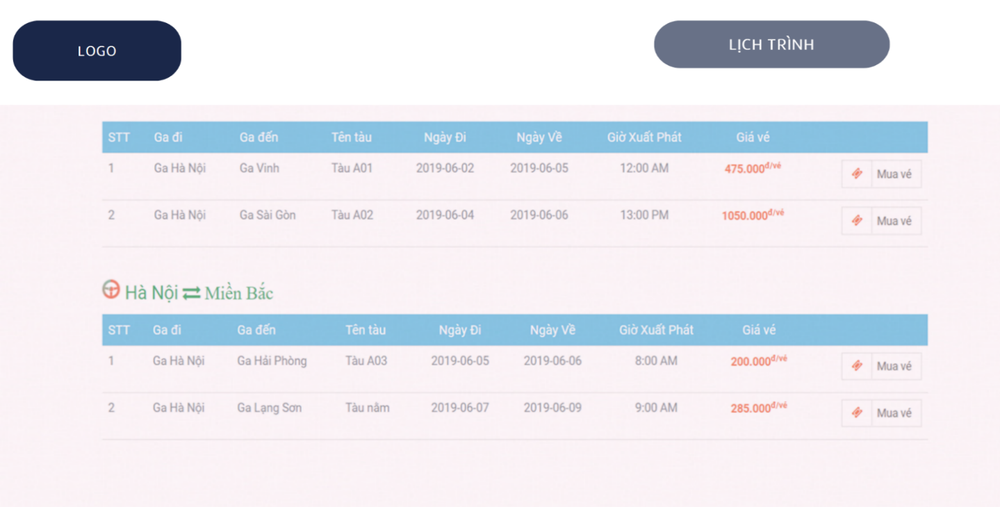 LOGO
LỊCH TRÌNH
STT Ga đi Ga đến Tên tàu Ngày Đi Ngày Về Giờ Xuất Phát Giá vé
1 Ga Hà Nội Ga Vinh Tàu A01 2019-06-02 2019-06-05 12:00 AM 475.000đ/vé Mua vé
2 Ga Hà Nội Ga Sài Gòn Tàu A02 2019-06-04 2019-06-06 13:00 PM 1050.000đ/vé Mua vé
Hà Nội ⇄ Miền Bắc
STT Ga đi Ga đến Tên tàu Ngày Đi Ngày Về Giờ Xuất Phát Giá vé
1 Ga Hà Nội Ga Hải Phòng Tàu A03 2019-06-05 2019-06-06 8:00 AM 200.000đ/vé Mua vé
2 Ga Hà Nội Ga Lạng Sơn Tàu nằm 2019-06-07 2019-06-09 9:00 AM 285.000đ/vé Mua vé